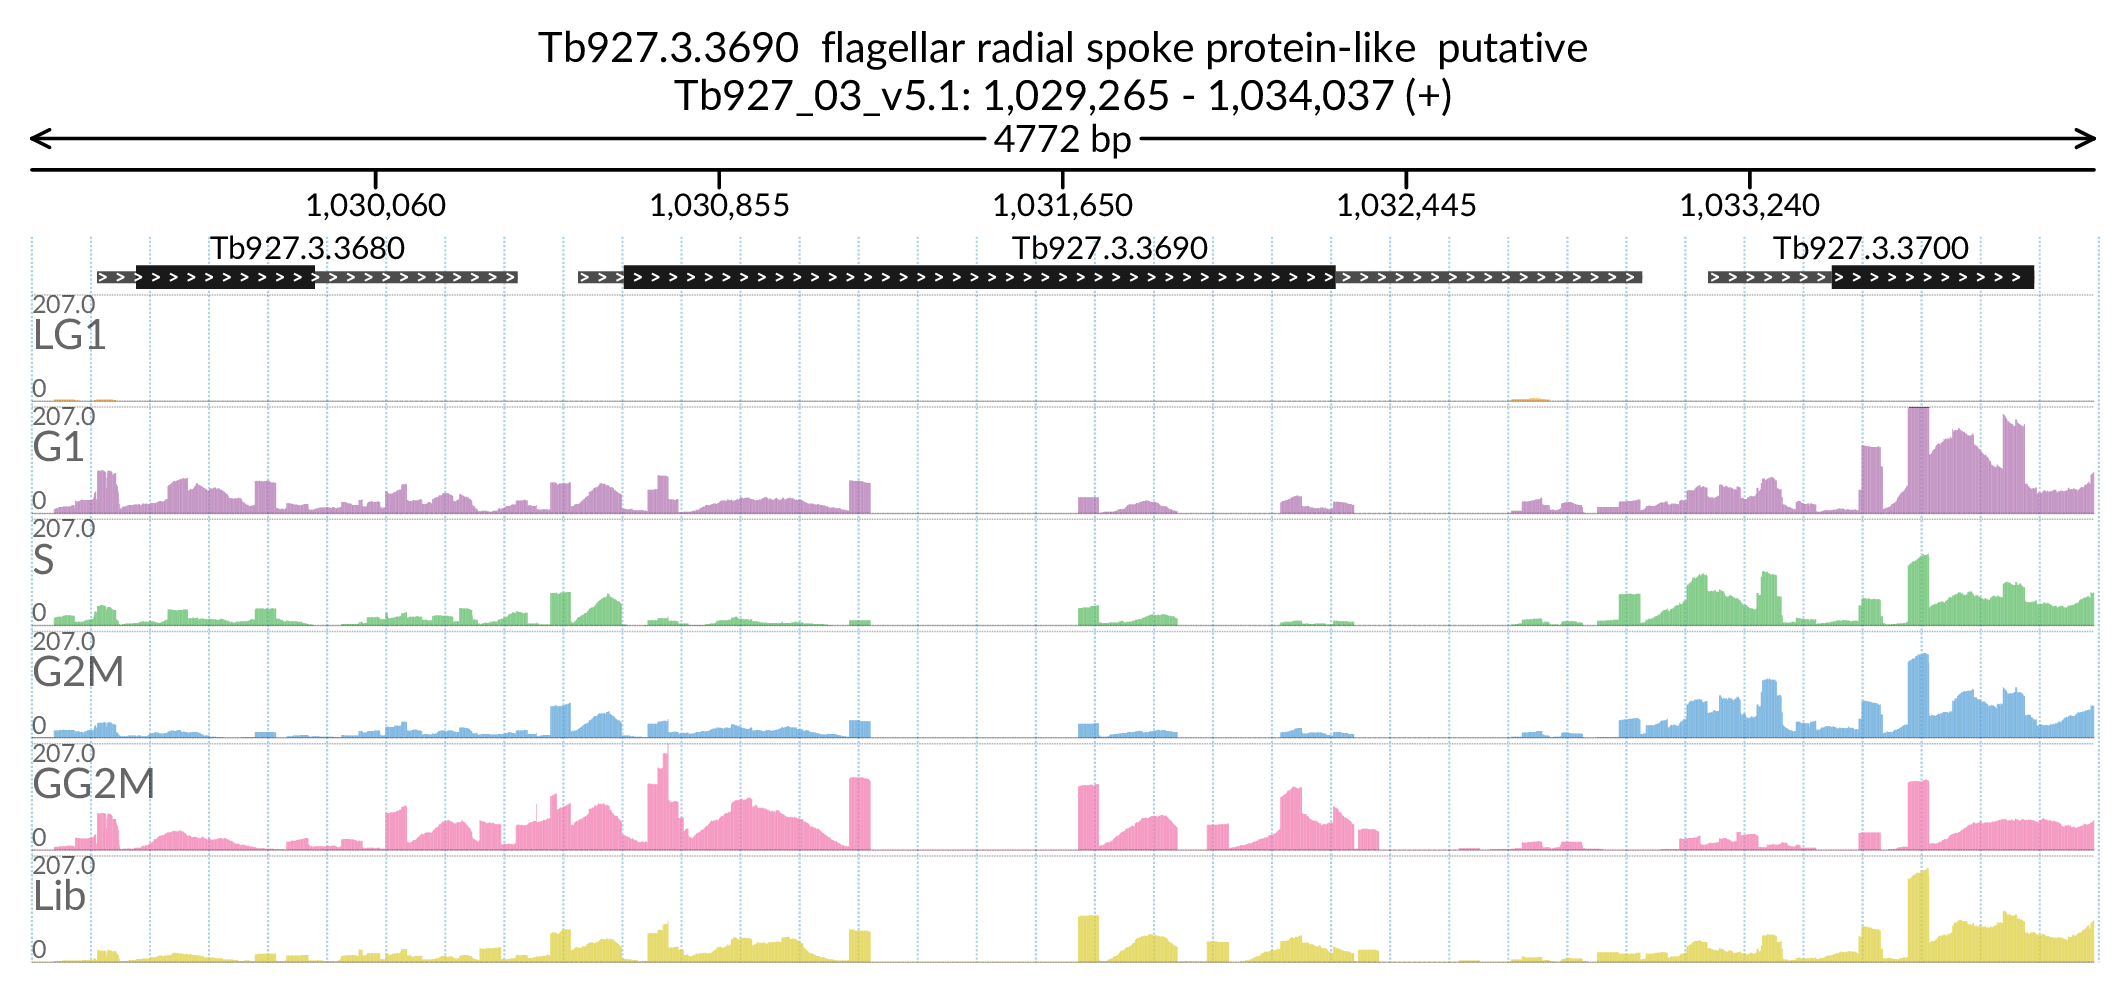 Tb927.3.3690  flagellar radial spoke protein-like  putative
Tb927_03_v5.1: 1,029,265 - 1,034,037 (+)
4772 bp
1,030,060 1,030,855 1,031,650 1,032,445 1,033,240
Tb927.3.3680 Tb927.3.3690 Tb927.3.3700
207.0
LG1
0
207.0
G1
0
207.0
S
0
207.0
G2M
0
207.0
GG2M
0
207.0
Lib
0